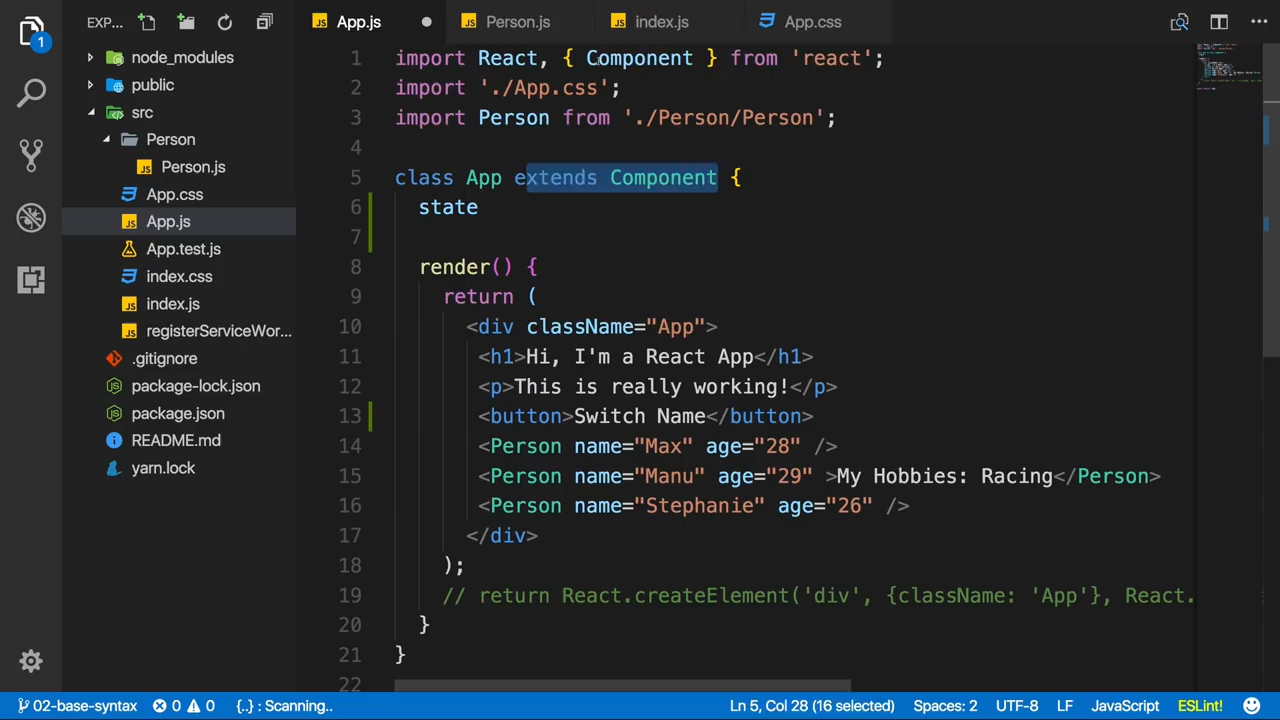 EXP...
App.js
Person.js
index.js
App.css
1
node_modules
public
src
Person
Person.js
App.css
App.js
App.test.js
index.css
index.js
registerServiceWor...
.gitignore
package-lock.json
package.json
README.md
yarn.lock
1 import React, { Component } from 'react';
2 import './App.css';
3 import Person from './Person/Person';
4
5 class App extends Component {
6 state
7
8 render() {
9 return (
10 <div className="App">
11 <h1>Hi, I'm a React App</h1>
12 <p>This is really working!</p>
13 <button>Switch Name</button>
14 <Person name="Max" age="28" />
15 <Person name="Manu" age="29" >My Hobbies: Racing</Person>
16 <Person name="Stephanie" age="26" />
17 </div>
18 );
19 // return React.createElement('div', {className: 'App'}, React.
20 }
21 }
22
02-base-syntax 0 0 {..} : Scanning.. Ln 5, Col 28 (16 selected) Spaces: 2 UTF-8 LF JavaScript ESLint!